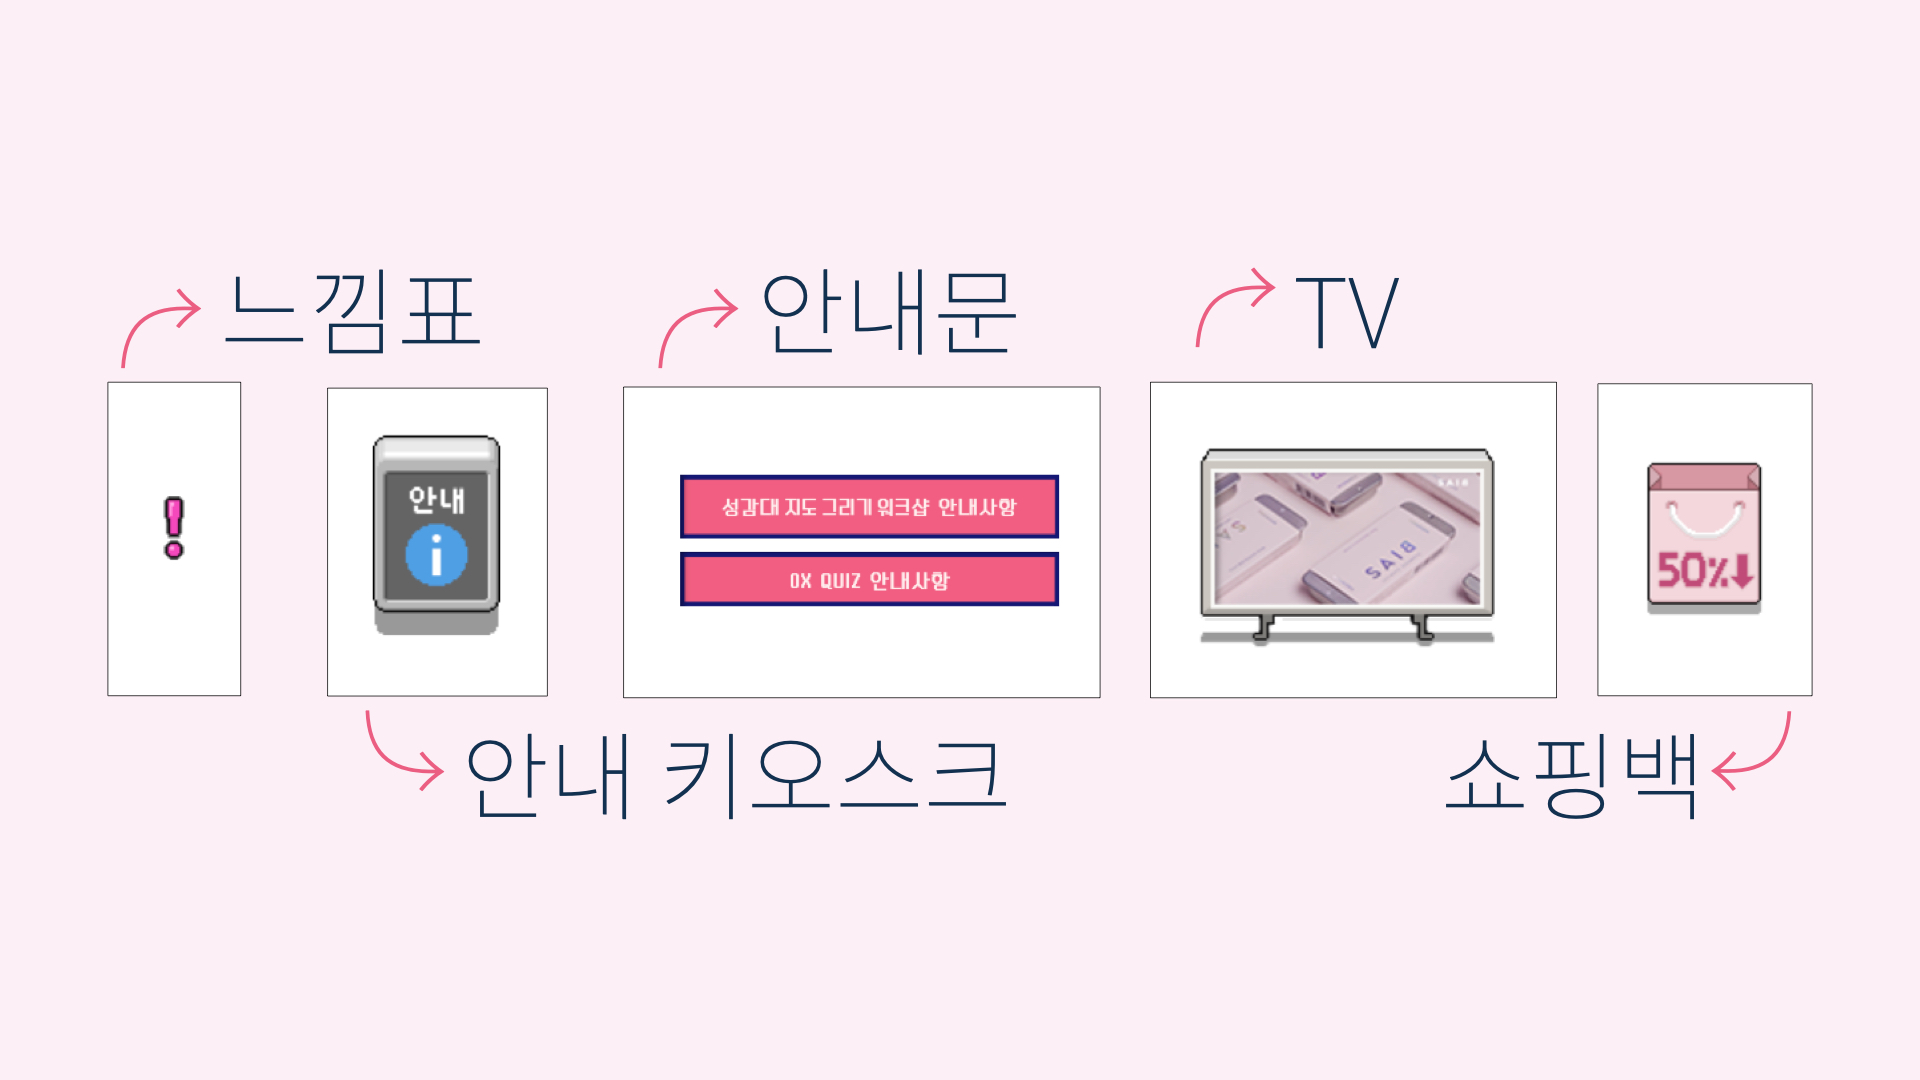 느낌표
안내문
TV
안내
i
성감대 지도 그리기 워크샵 안내사항
OX QUIZ 안내사항
SAIB
SAIB
50%
안내 키오스크
쇼핑백